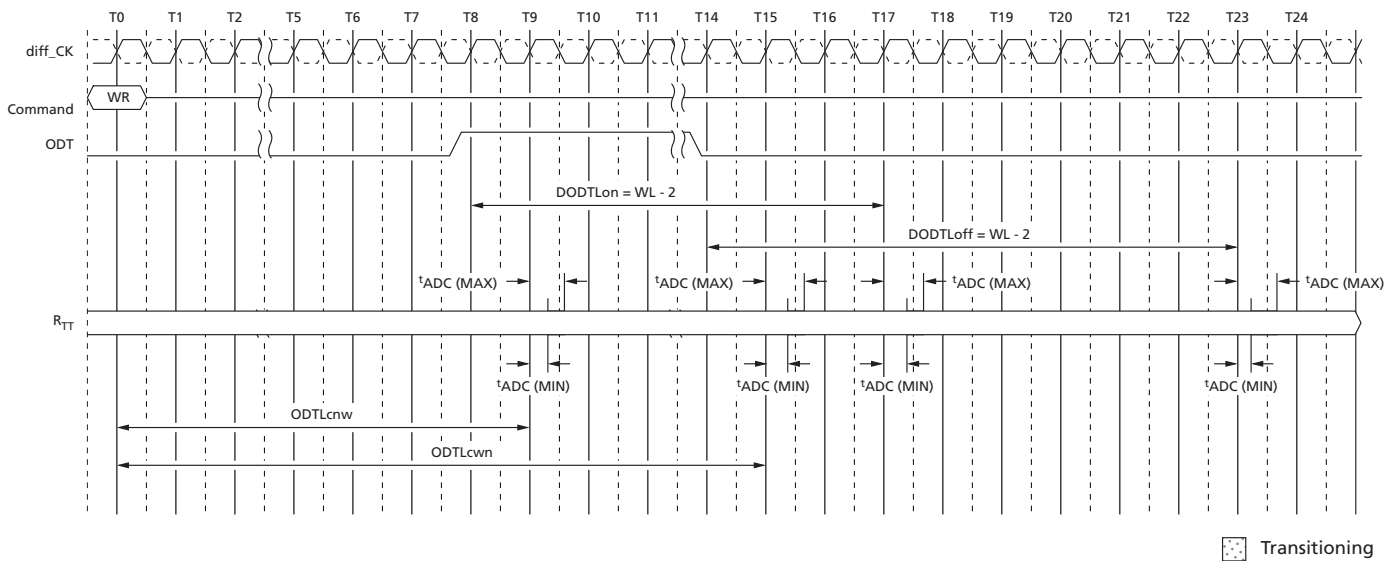 T0 T1 T2 T5 T6 T7 T8 T9 T10 T11 T14 T15 T16 T17 T18 T19 T20 T21 T22 T23 T24
diff_CK
WR
Command
ODT
DODTLon = WL - 2
DODTLoff = WL - 2
tADC (MAX) tADC (MAX) tADC (MAX) tADC (MAX)
RTT
tADC (MIN) tADC (MIN) tADC (MIN) tADC (MIN)
ODTLcnw
ODTLcwn
Transitioning